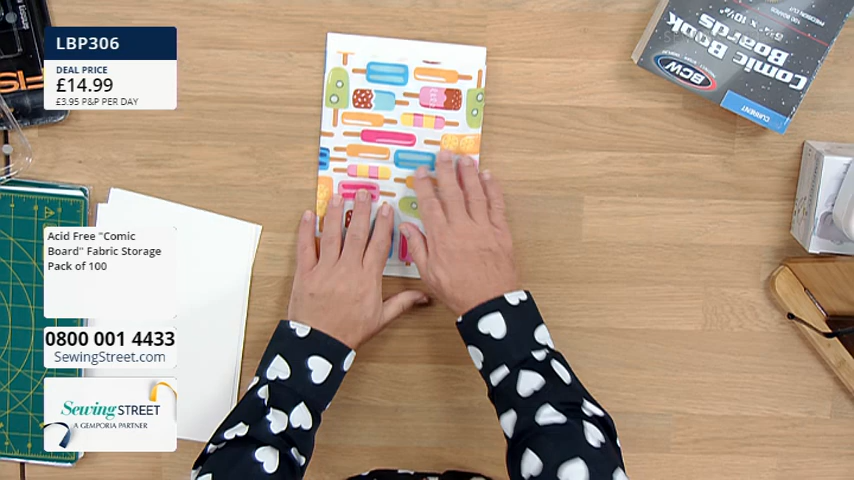 LBP306
DEAL PRICE
£14.99
£3.95 P&P PER DAY
Acid Free "Comic
Board" Fabric Storage
Pack of 100
0800 001 4433
SewingStreet.com
Sewing STREET
A GEMPORIA PARTNER
Comic Book
Boards
BCW
CURRENT